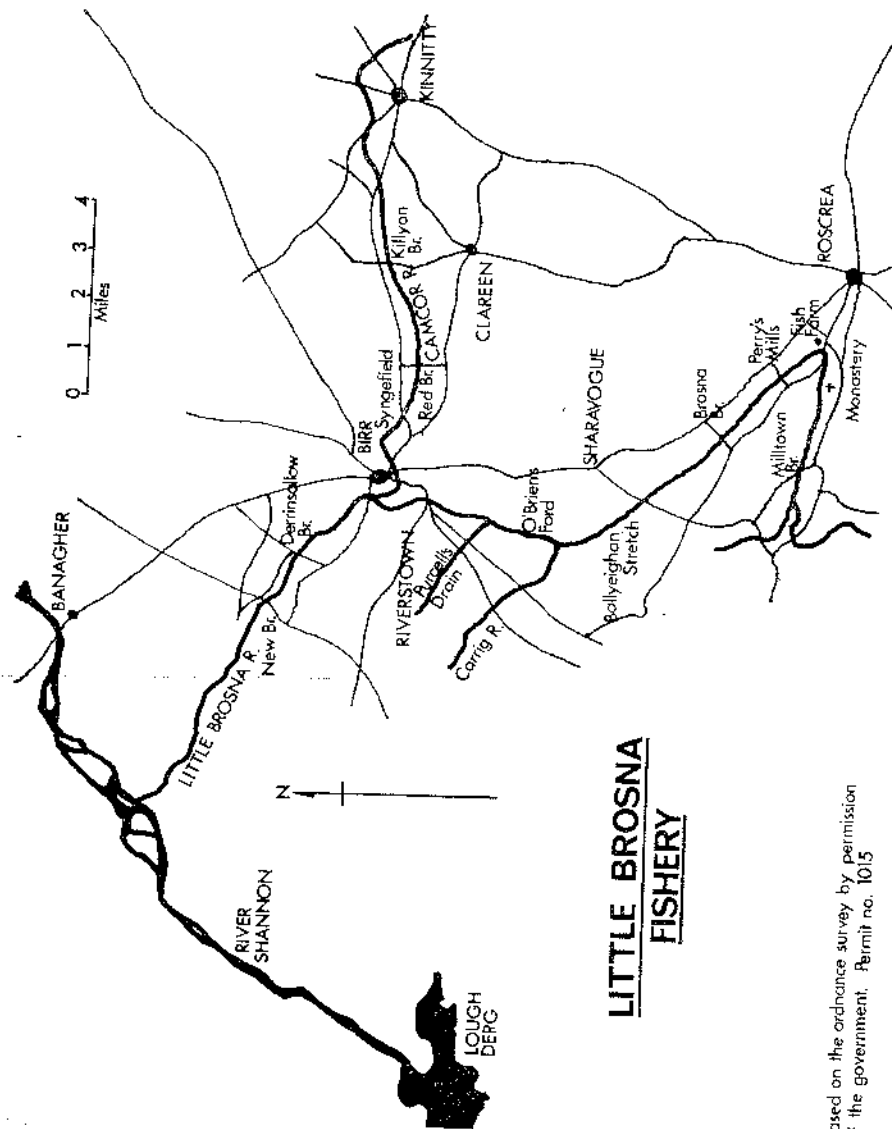 BANAGHER
0 1 2 3 4
Miles
LITTLE BROSNA R.
New Br.
Derrinsallow
Br.
BIRR
Syngefield
Red Br.
CAMCOR R.
Killyon
Br.
KINNITTY
CLAREEN
RIVERSTOWN
Purcell's
Drain
Carrig R.
O'Briens
Ford
SHARAVOGUE
Ballyeighan
Stretch
Brosna
Br.
Perry's
Mills
Fish
Farm
ROSCREA
Milltown
Br.
Monastery
N
RIVER
SHANNON
LOUGH
DERG
LITTLE BROSNA
FISHERY
ased on the ordnance survey by permission
the government. Permit no. 1015